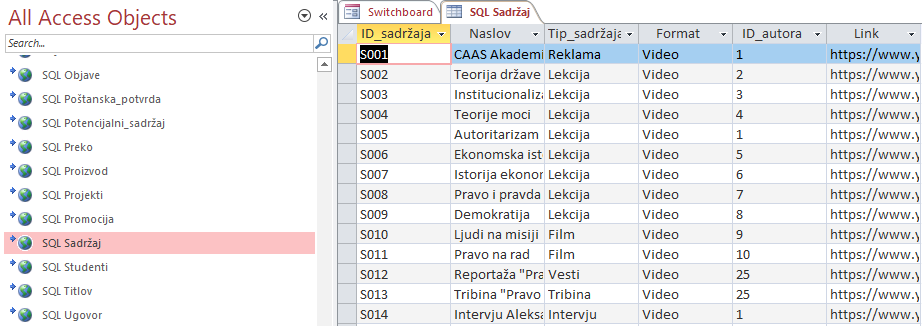 All Access Objects
Search...
SQL Objave
SQL Poštanska_potvrda
SQL Potencijalni_sadržaj
SQL Preko
SQL Proizvod
SQL Projekti
SQL Promocija
SQL Sadržaj
SQL Studenti
SQL Titlov
SQL Ugovor
Switchboard SQL Sadržaj
ID_sadržaja Naslov Tip_sadržaja Format ID_autora Link
S001 CAAS Akademi Reklama Video 1 https://www.y
S002 Teorija države Lekcija Video 2 https://www.y
S003 Institucionaliza Lekcija Video 3 https://www.y
S004 Teorije moci Lekcija Video 4 https://www.y
S005 Autoritarizam Lekcija Video 1 https://www.y
S006 Ekonomska ist Lekcija Video 5 https://www.y
S007 Istorija ekonor Lekcija Video 6 https://www.y
S008 Pravo i pravda Lekcija Video 7 https://www.y
S009 Demokratija Lekcija Video 8 https://www.y
S010 Ljudi na misiji Film Video 9 https://www.y
S011 Pravo na rad Film Video 10 https://www.y
S012 Reportaža "Pra Vesti Video 25 https://www.y
S013 Tribina "Pravo Tribina Video 25 https://www.y
S014 Intervju Aleksa Intervju Video 1 https://www.y